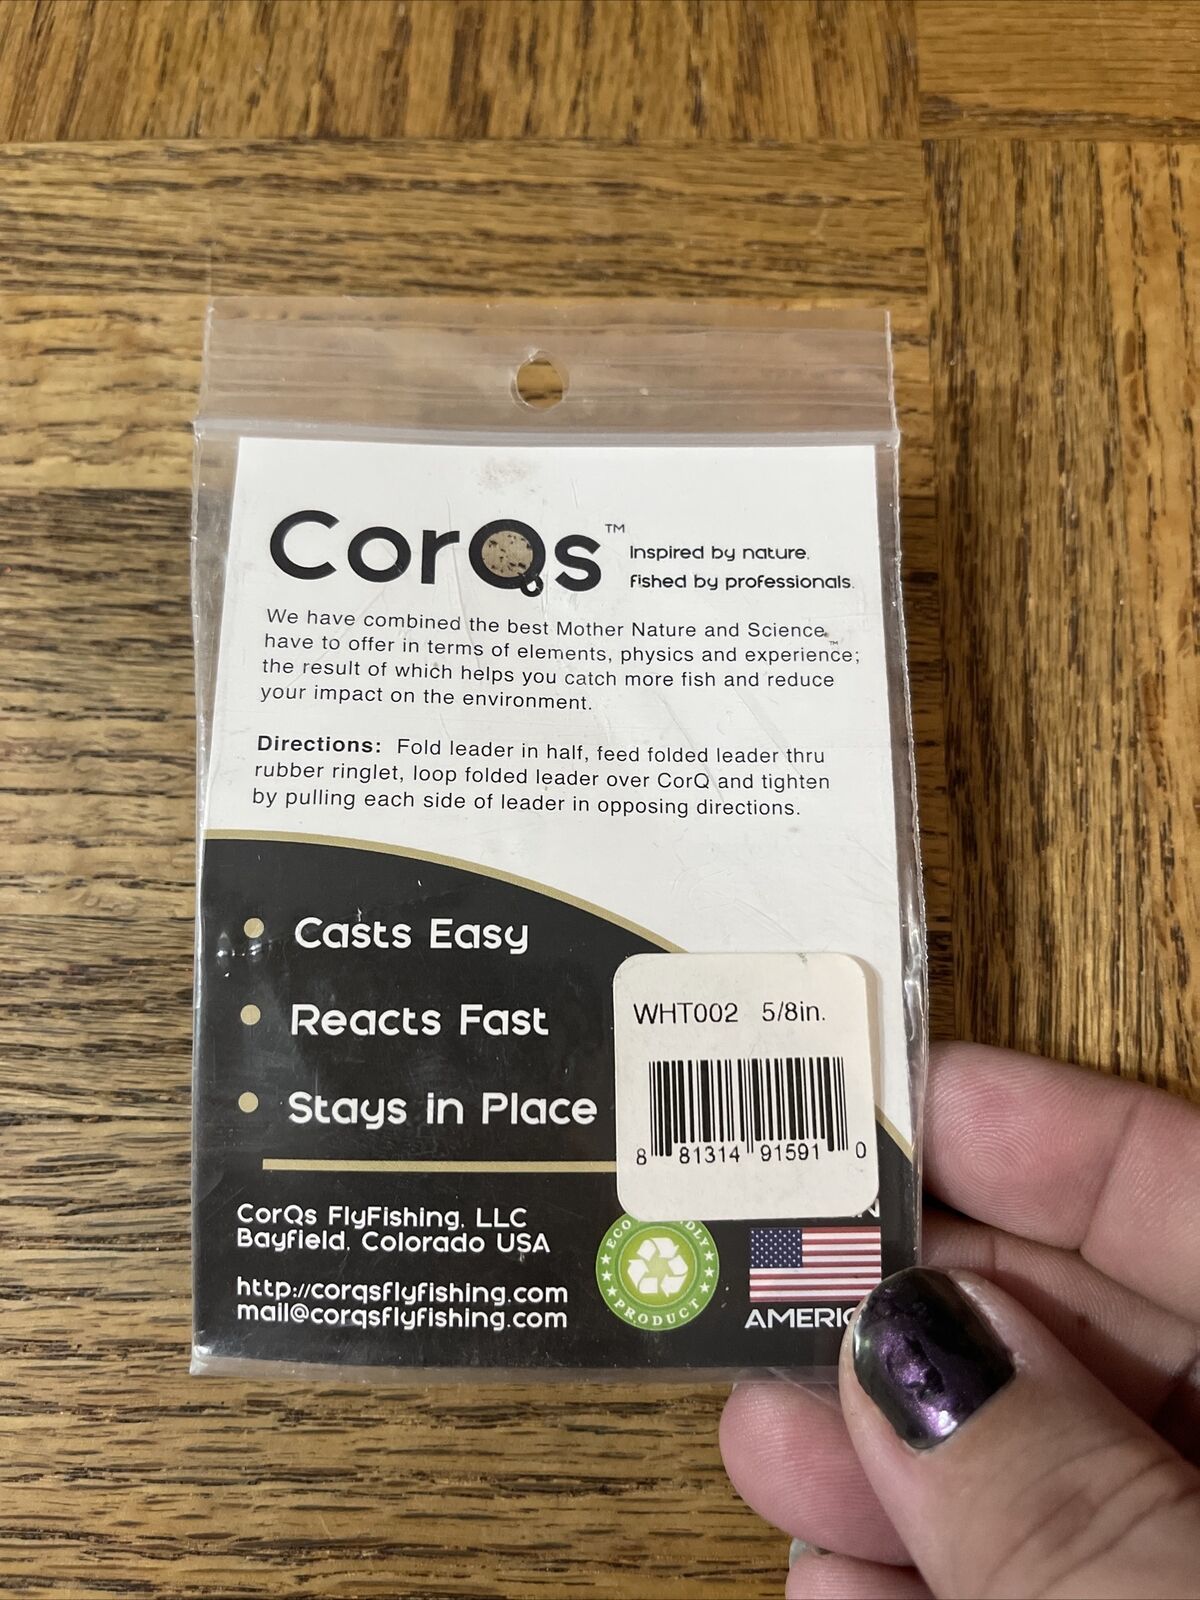 CorQs™
Inspired by nature,
fished by professionals.
We have combined the best Mother Nature and Science
have to offer in terms of elements, physics and experience;™
the result of which helps you catch more fish and reduce
your impact on the environment.
Directions: Fold leader in half, feed folded leader thru
rubber ringlet, loop folded leader over CorQ and tighten
by pulling each side of leader in opposing directions.
• Casts Easy
• Reacts Fast
• Stays in Place
WHT002 5/8in.
8 81314 91591 0
CorQs FlyFishing, LLC
Bayfield, Colorado USA
http://corqsflyfishing.com
mail@corqsflyfishing.com
ECO
PRODUCT